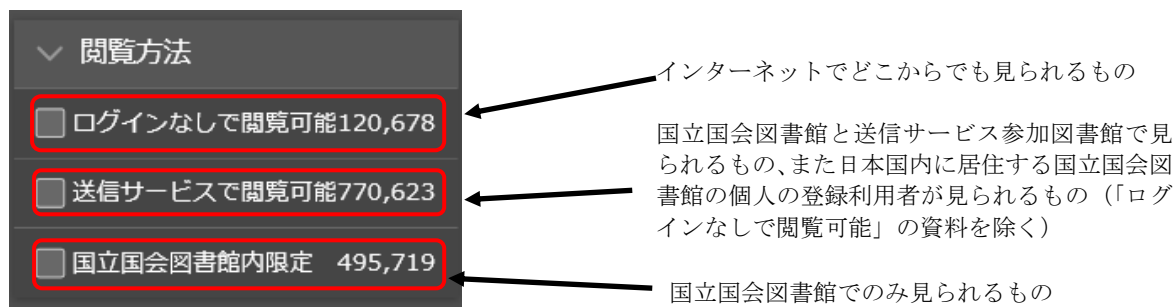 閲覧方法
ログインなしで閲覧可能120,678
送信サービスで閲覧可能770,623
国立国会図書館内限定 495,719
インターネットでどこからでも見られるもの
国立国会図書館と送信サービス参加図書館で見
られるもの、また日本国内に居住する国立国会図
書館の個人の登録利用者が見られるもの（「ログ
インなしで閲覧可能」の資料を除く）
国立国会図書館でのみ見られるもの